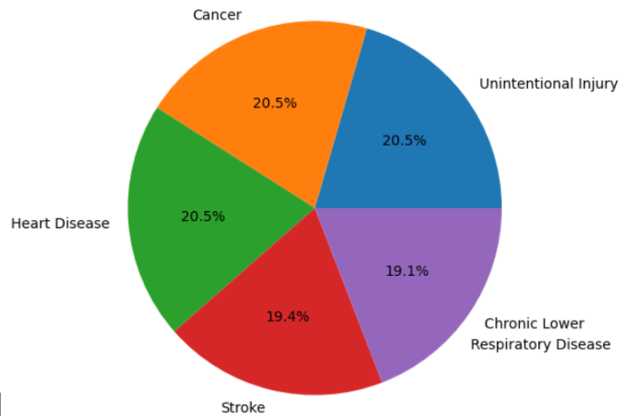 Cancer
Unintentional Injury
20.5%
20.5%
Heart Disease
20.5%
19.1%
19.4%
Chronic Lower
Respiratory Disease
Stroke